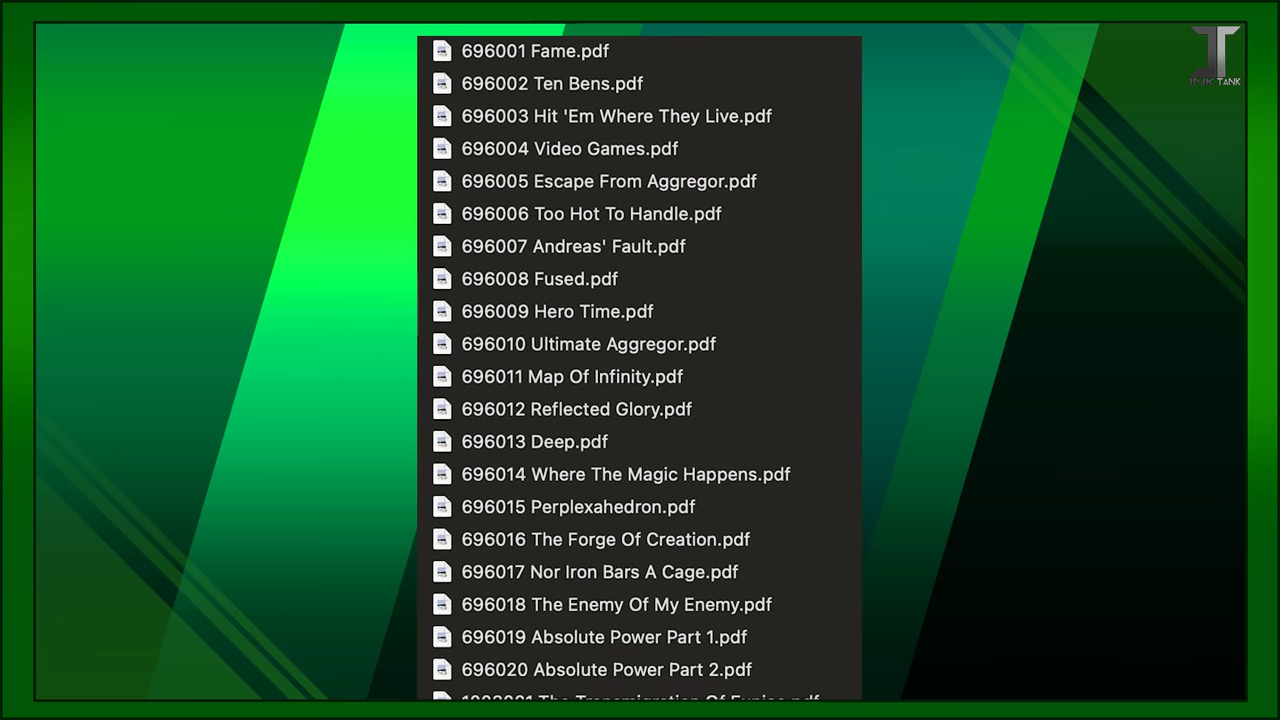 696001 Fame.pdf
696002 Ten Bens.pdf
696003 Hit 'Em Where They Live.pdf
696004 Video Games.pdf
696005 Escape From Aggregor.pdf
696006 Too Hot To Handle.pdf
696007 Andreas' Fault.pdf
696008 Fused.pdf
696009 Hero Time.pdf
696010 Ultimate Aggregor.pdf
696011 Map Of Infinity.pdf
696012 Reflected Glory.pdf
696013 Deep.pdf
696014 Where The Magic Happens.pdf
696015 Perplexahedron.pdf
696016 The Forge Of Creation.pdf
696017 Nor Iron Bars A Cage.pdf
696018 The Enemy Of My Enemy.pdf
696019 Absolute Power Part 1.pdf
696020 Absolute Power Part 2.pdf
The Transmigration Of Eunice.pdf
TANK